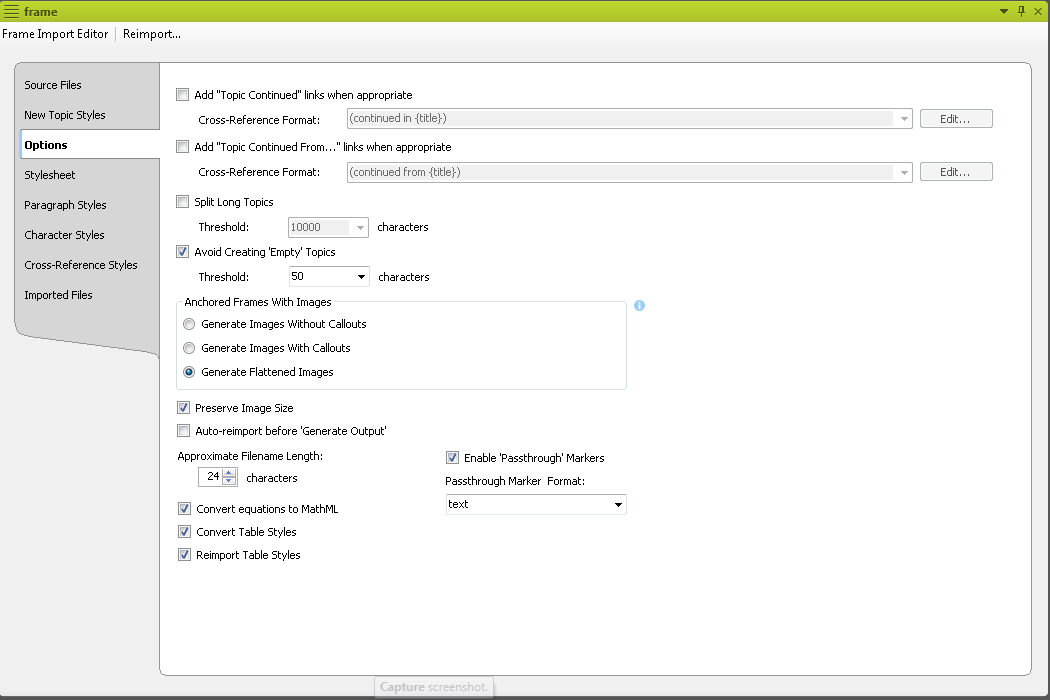 frame
Frame Import Editor Reimport...
Source Files
New Topic Styles
Options
Stylesheet
Paragraph Styles
Character Styles
Cross-Reference Styles
Imported Files
Add "Topic Continued" links when appropriate
Cross-Reference Format: (continued in {title}) Edit...
Add "Topic Continued From..." links when appropriate
Cross-Reference Format: (continued from {title}) Edit...
Split Long Topics
Threshold: 10000 characters
Avoid Creating 'Empty' Topics
Threshold: 50 characters
Anchored Frames With Images
Generate Images Without Callouts
Generate Images With Callouts
Generate Flattened Images
Preserve Image Size
Auto-reimport before 'Generate Output'
Approximate Filename Length:
24 characters
Enable 'Passthrough' Markers
Passthrough Marker Format:
text
Convert equations to MathML
Convert Table Styles
Reimport Table Styles
Capture screenshot.